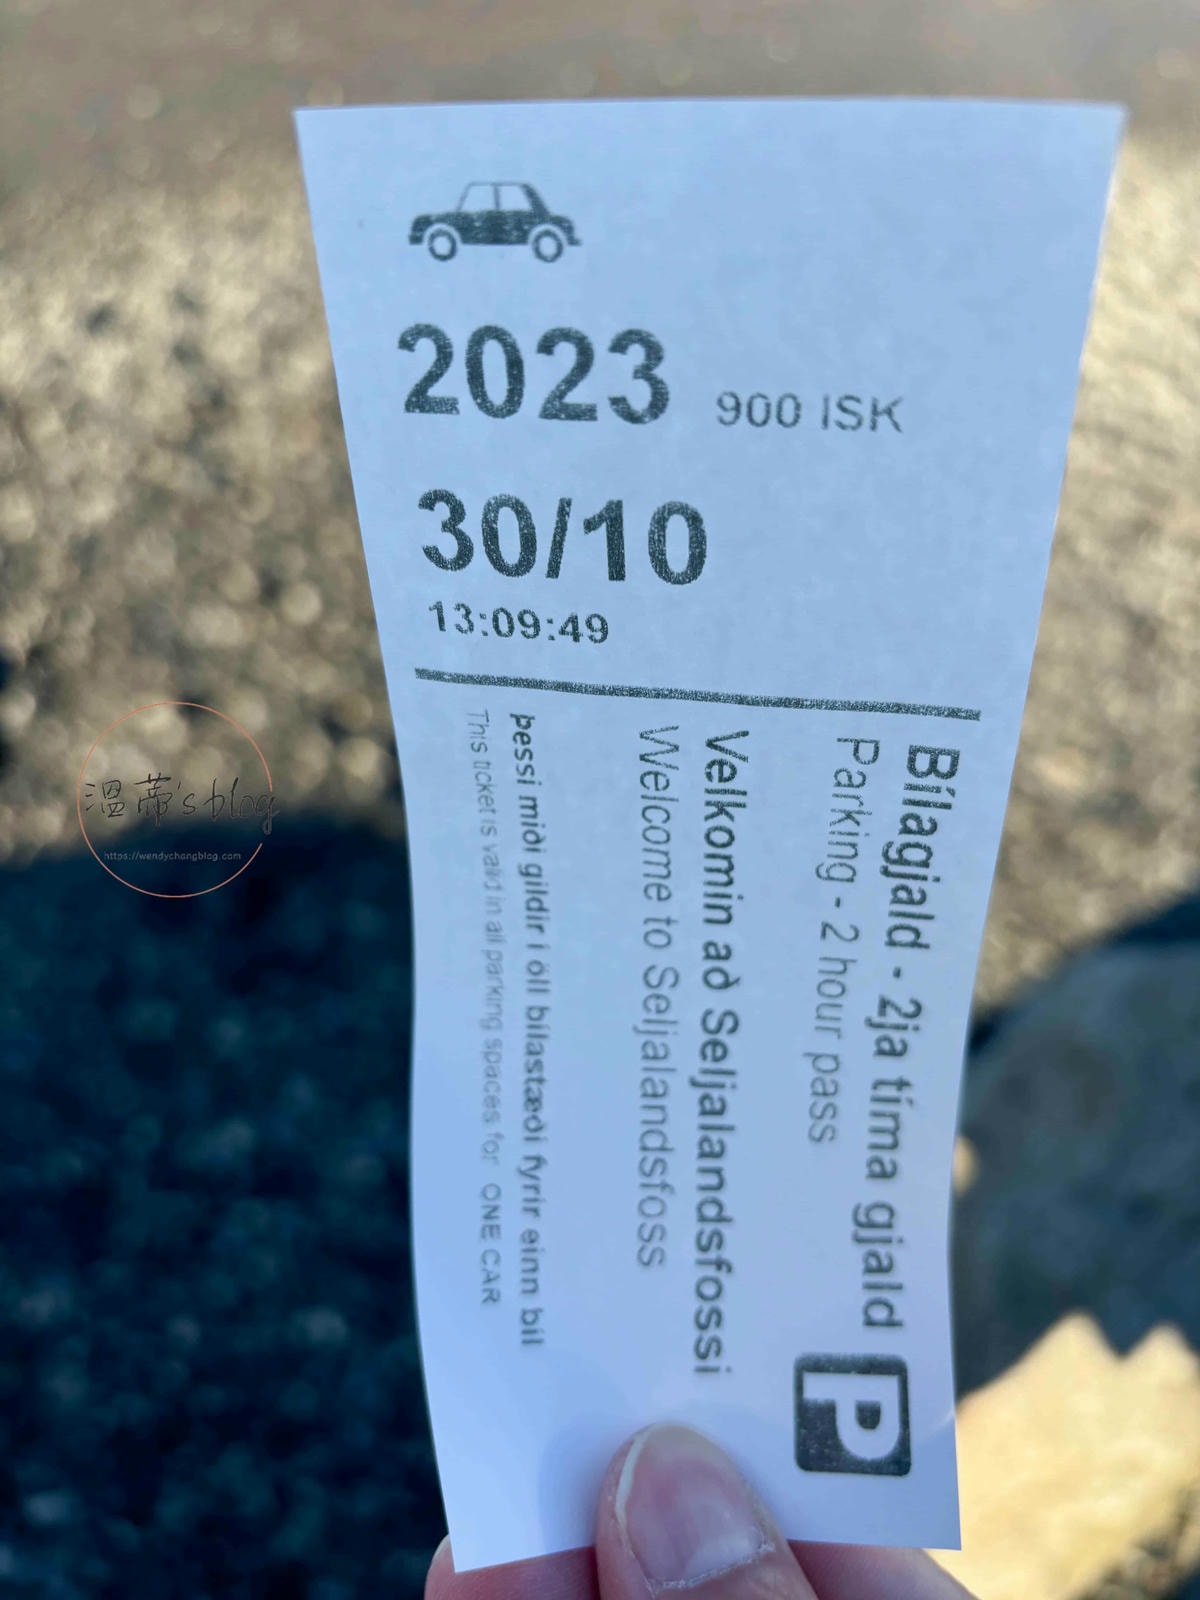 2023 900 ISK
30/10
13:09:49
Bílagjald - 2ja tíma gjald
Parking - 2 hour pass
P
Velkomin að Seljalandsfossi
Welcome to Seljalandsfoss
Þessi miði gildir í öll bílastæði fyrir einn bíl
This ticket is valid in all parking spaces for ONE CAR
溫蒂's blog
https://wendychangblog.com